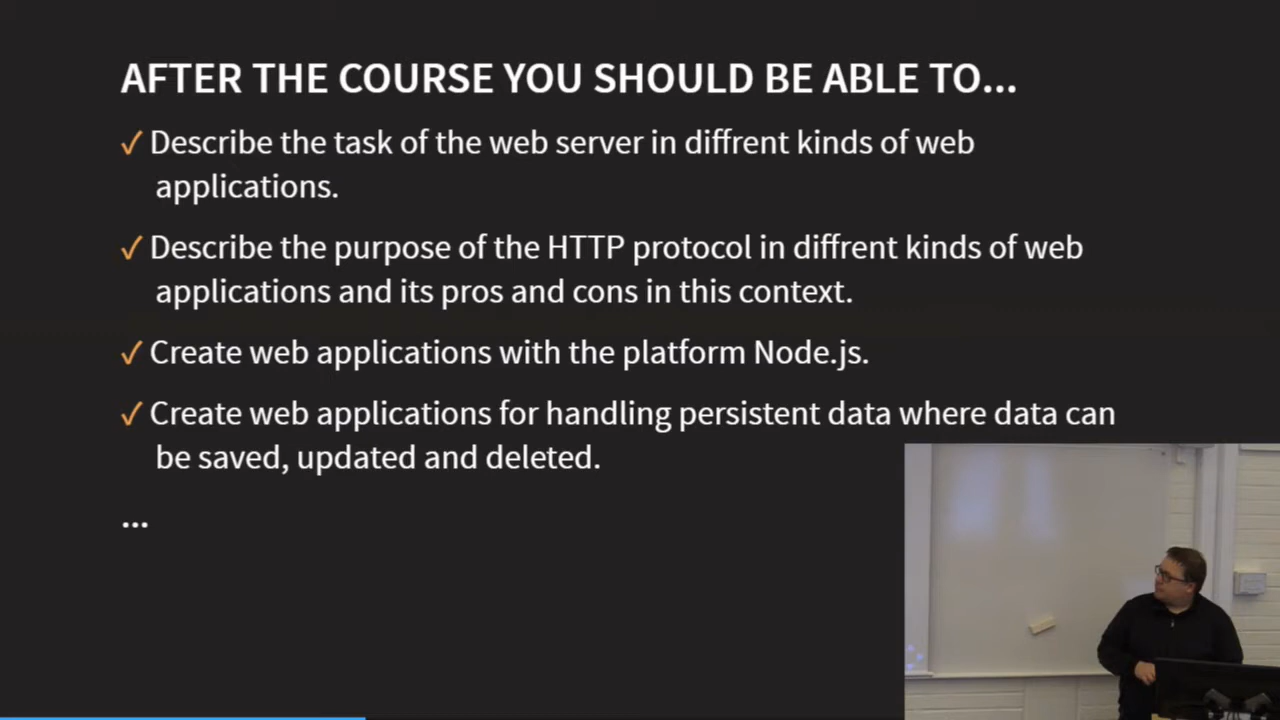 AFTER THE COURSE YOU SHOULD BE ABLE TO...
✓ Describe the task of the web server in diffrent kinds of web
applications.
✓ Describe the purpose of the HTTP protocol in diffrent kinds of web
applications and its pros and cons in this context.
✓ Create web applications with the platform Node.js.
✓ Create web applications for handling persistent data where data can
be saved, updated and deleted.
...